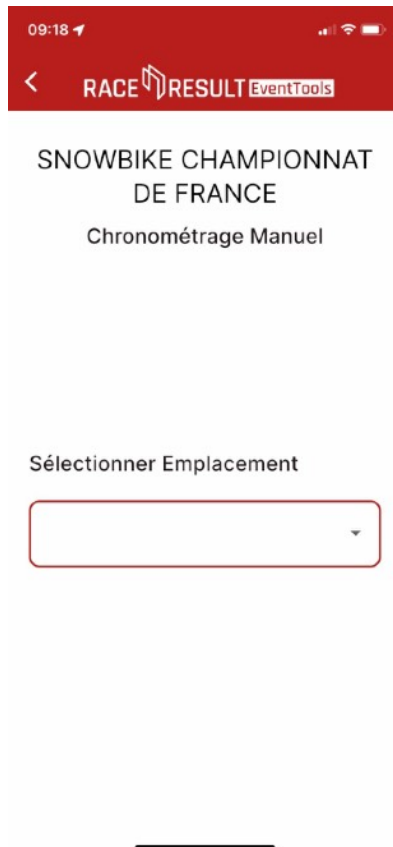 09:18
RACE RESULT EventTools
SNOWBIKE CHAMPIONNAT
DE FRANCE
Chronométrage Manuel
Sélectionner Emplacement